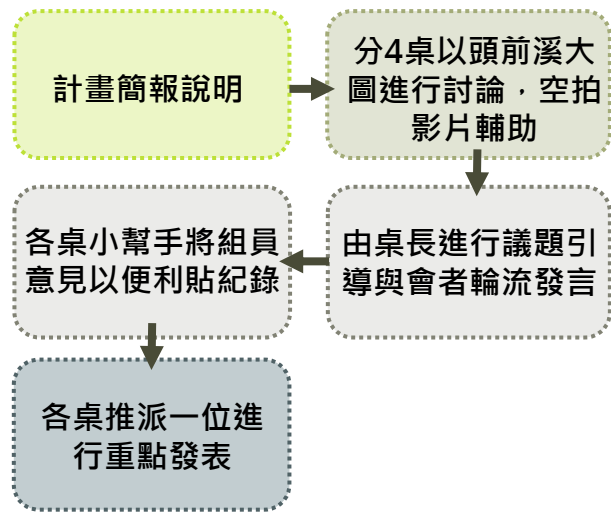 計畫簡報說明
分4桌以頭前溪大
圖進行討論，空拍
影片輔助
由桌長進行議題引
導與會者輪流發言
各桌小幫手將組員
意見以便利貼紀錄
各桌推派一位進
行重點發表